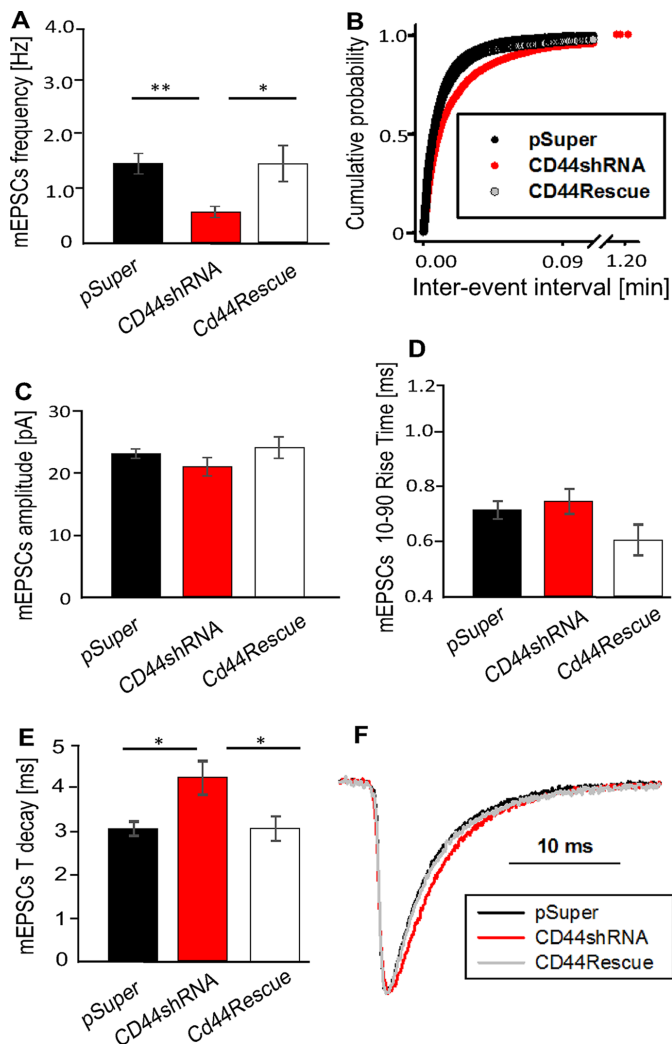 A
mEPSCs frequency [Hz]
4.0
3.0
2.0
1.0
0
**
*
pSuper
CD44shRNA
Cd44Rescue
B
Cumulative probability
1.0
0.5
0
pSuper
CD44shRNA
CD44Rescue
0.00
0.09
1.20
Inter-event interval [min]
C
mEPSCs amplitude [pA]
30
20
10
0
pSuper
CD44shRNA
Cd44Rescue
D
mEPSCs 10-90 Rise Time [ms]
1.2
1.0
0.8
0.6
0.4
pSuper
CD44shRNA
Cd44Rescue
E
mEPSCs T decay [ms]
5
4
3
2
1
0
*
*
pSuper
CD44shRNA
Cd44Rescue
F
10 ms
pSuper
CD44shRNA
CD44Rescue